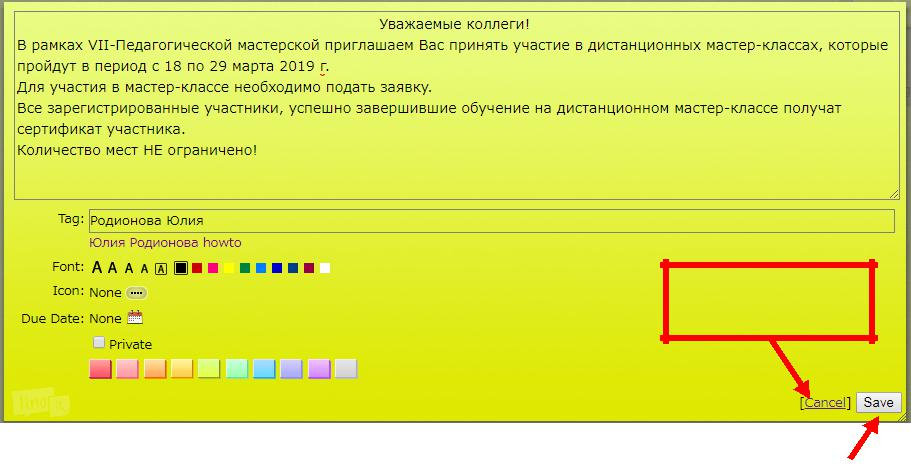 Уважаемые коллеги!
В рамках VII-Педагогической мастерской приглашаем Вас принять участие в дистанционных мастер-классах, которые
пройдут в период с 18 по 29 марта 2019 г.
Для участия в мастер-классе необходимо подать заявку.
Все зарегистрированные участники, успешно завершившие обучение на дистанционном мастер-классе получат
сертификат участника.
Количество мест НЕ ограничено!
Tag: Родионова Юлия
Юлия Родионова howto
Font: A A A A A
Icon: None
Due Date: None
Private
lino it
[Cancel] Save